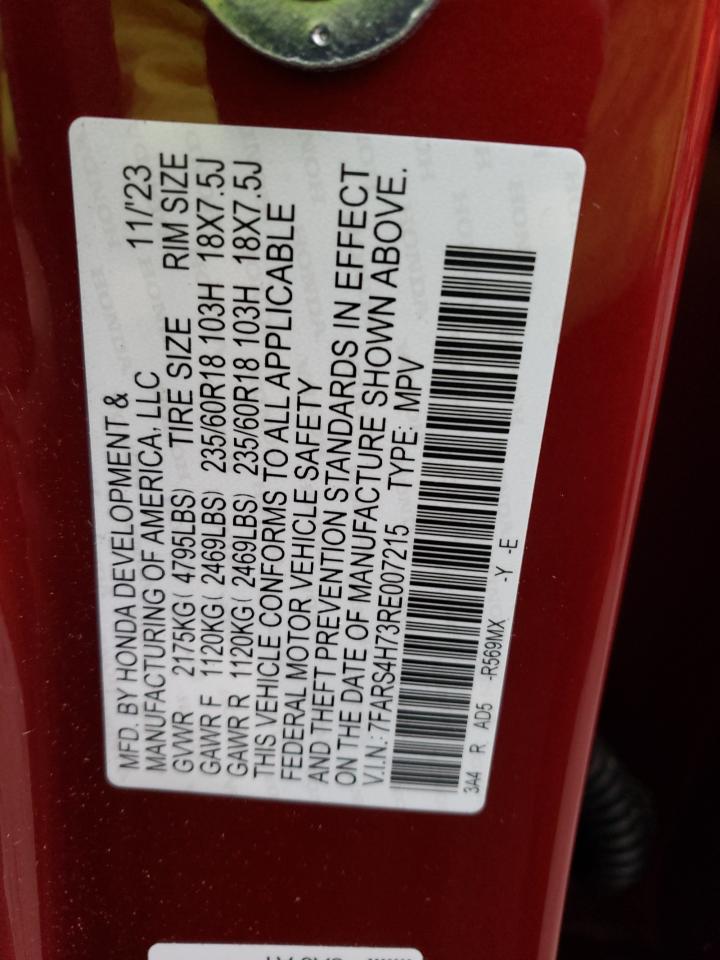 MFD. BY HONDA DEVELOPMENT & 11/'23
MANUFACTURING OF AMERICA, LLC
GVWR 2175KG( 4795LBS) TIRE SIZE RIM SIZE
GAWR F 1120KG( 2469LBS) 235/60R18 103H 18X7.5J
GAWR R 1120KG( 2469LBS) 235/60R18 103H 18X7.5J
THIS VEHICLE CONFORMS TO ALL APPLICABLE
FEDERAL MOTOR VEHICLE SAFETY
AND THEFT PREVENTION STANDARDS IN EFFECT
ON THE DATE OF MANUFACTURE SHOWN ABOVE.
V.I.N.: 7FARS4H73RE007215 TYPE: MPV
3A4 R AD5 -R569MX -Y -E